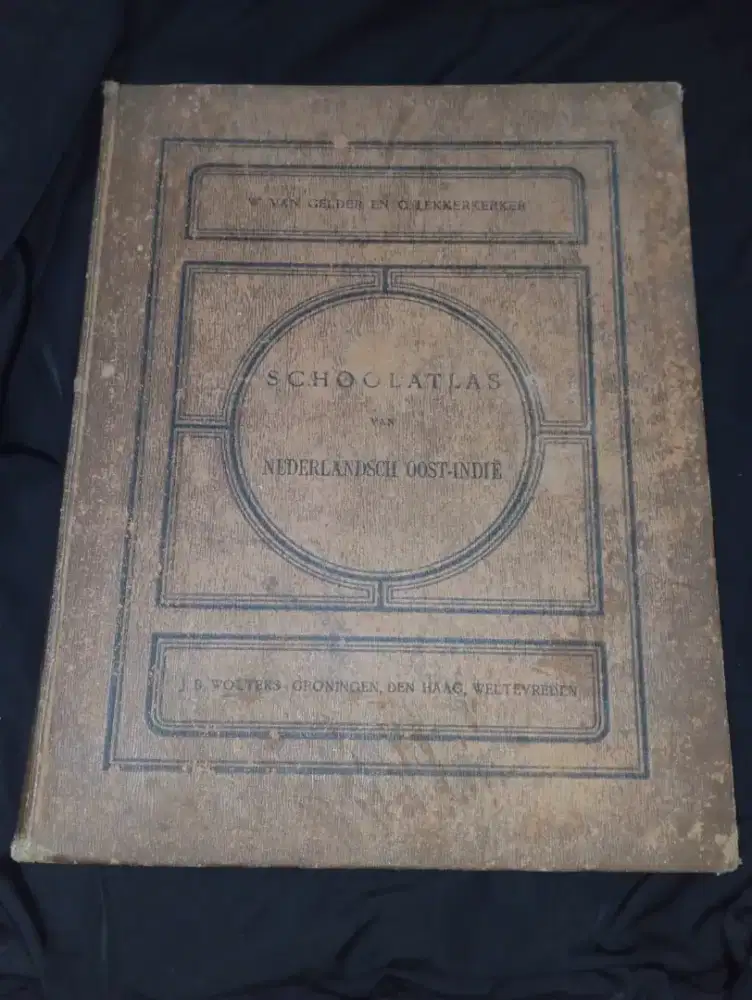 W. VAN GELDER EN C. LEKKERKERKER
SCHOOLATLAS
VAN
NEDERLANDSCH OOST-INDIË
J. B. WOLTERS - GRONINGEN, DEN HAAG, WELTEVREDEN